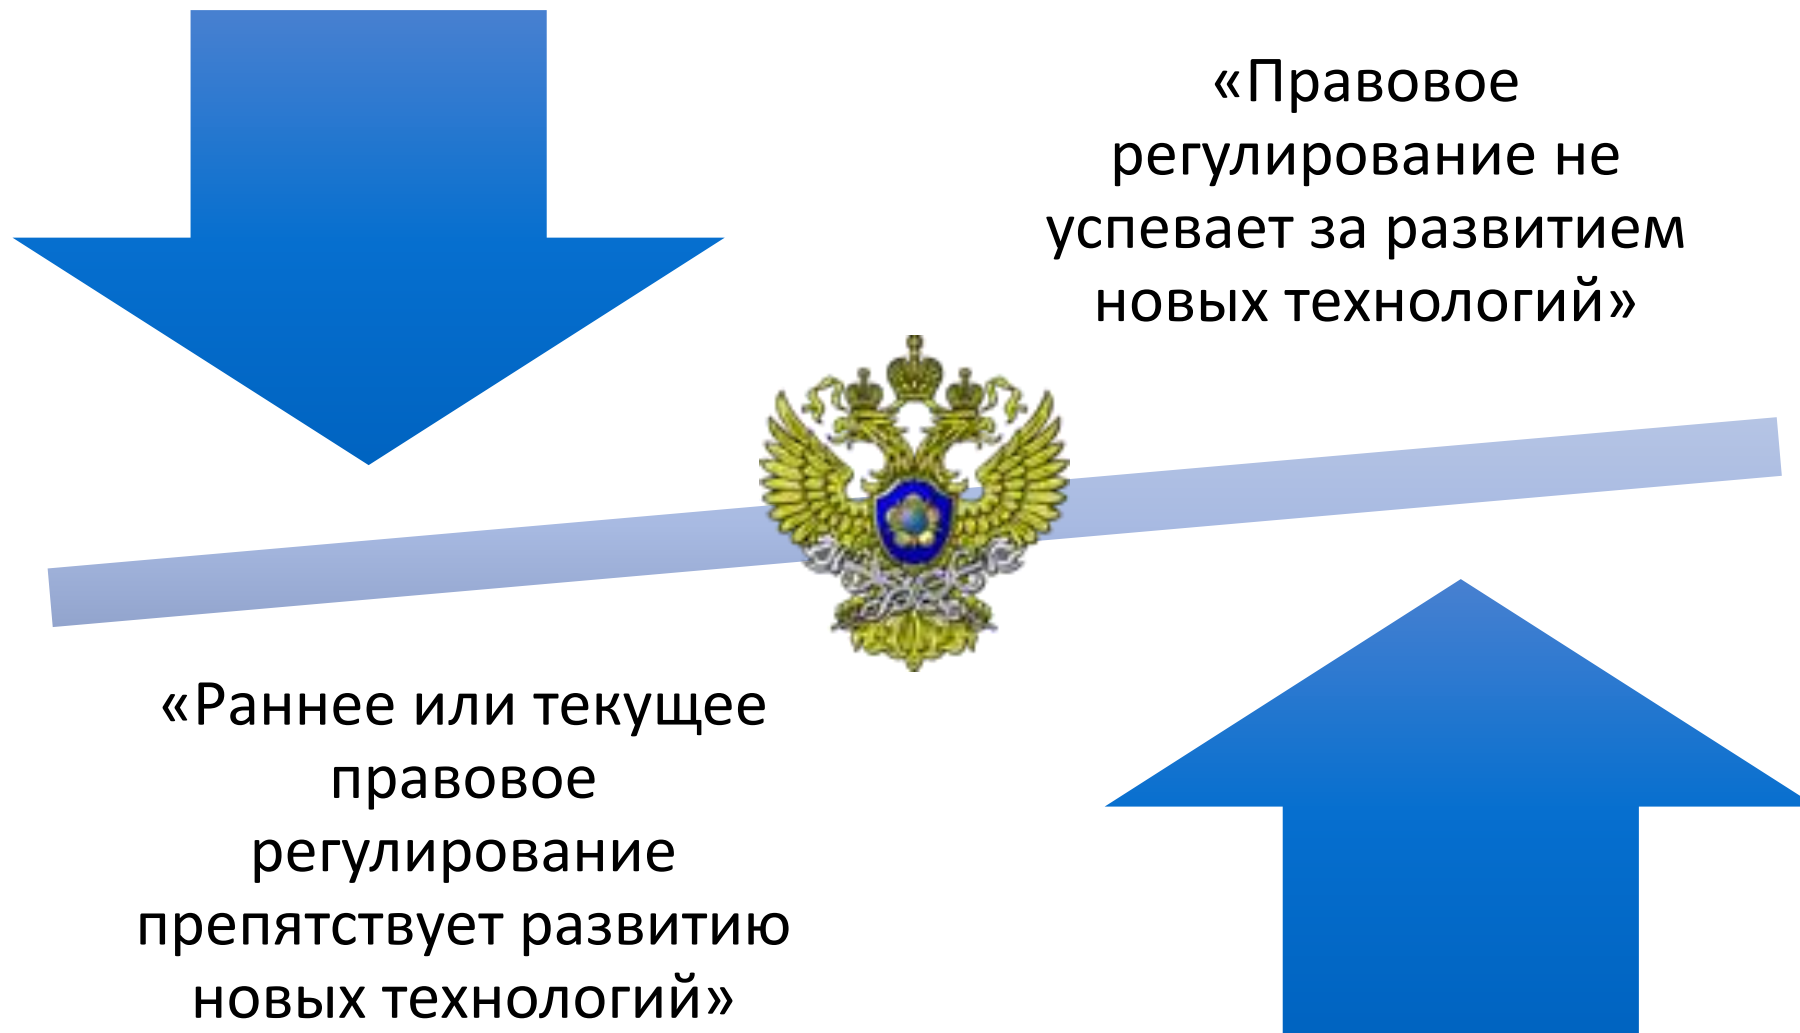 «Правовое
регулирование не
успевает за развитием
новых технологий»
«Раннее или текущее
правовое
регулирование
препятствует развитию
новых технологий»